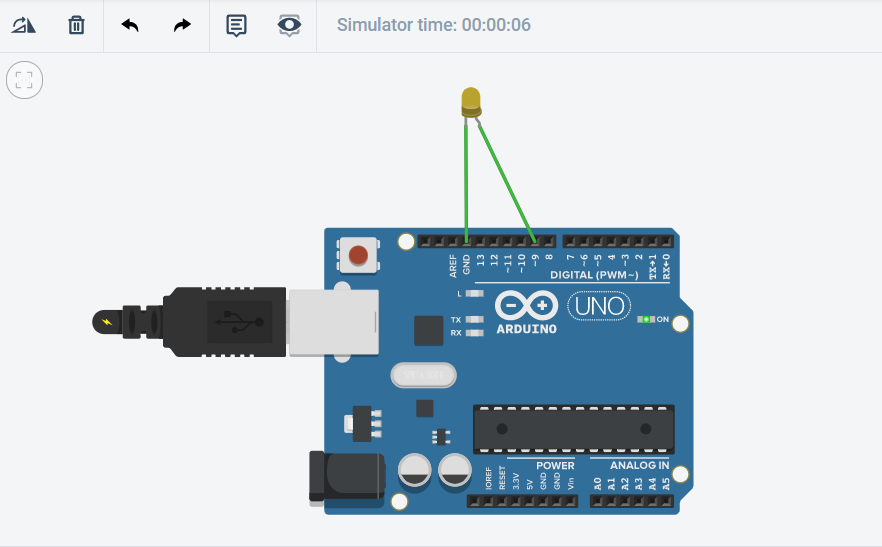 Simulator time: 00:00:06
AREF
GND
13
12
~11
~10
~9
8
7
~6
~5
4
~3
2
TX→1
RX←0
DIGITAL (PWM~)
L
TX
RX
ARDUINO
UNO
ON
POWER
ANALOG IN
IOREF
RESET
3.3V
5V
GND
GND
Vin
A0
A1
A2
A3
A4
A5